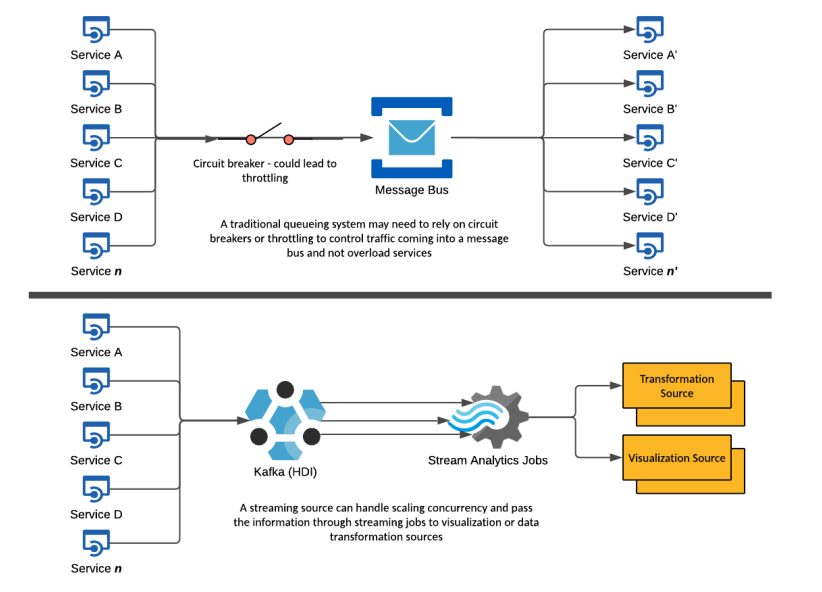 Service A
Service B
Service C
Service D
Service n
Circuit breaker - could lead to
throttling
Message Bus
A traditional queueing system may need to rely on circuit
breakers or throttling to control traffic coming into a message
bus and not overload services
Service A'
Service B'
Service C'
Service D'
Service n'
Service A
Service B
Service C
Service D
Service n
Kafka (HDI)
Stream Analytics Jobs
Transformation
Source
Visualization Source
A streaming source can handle scaling concurrency and pass
the information through streaming jobs to visualization or data
transformation sources